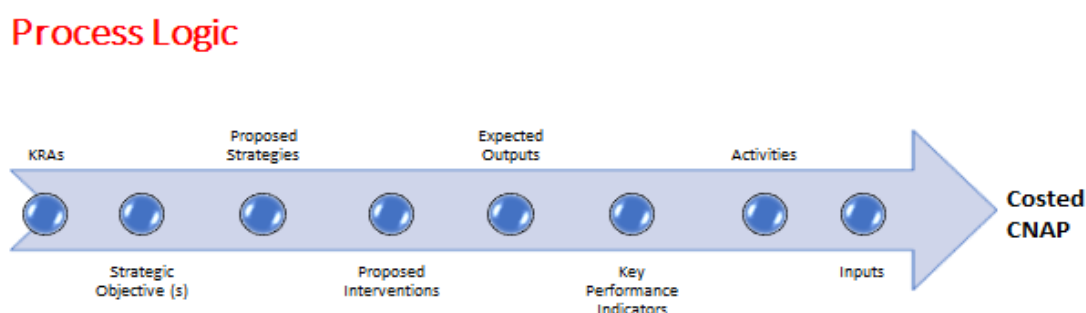 Process Logic
KRAs
Strategic
Objective (s)
Proposed
Strategies
Proposed
Interventions
Expected
Outputs
Key
Performance
Indicators
Activities
Inputs
Costed
CNAP